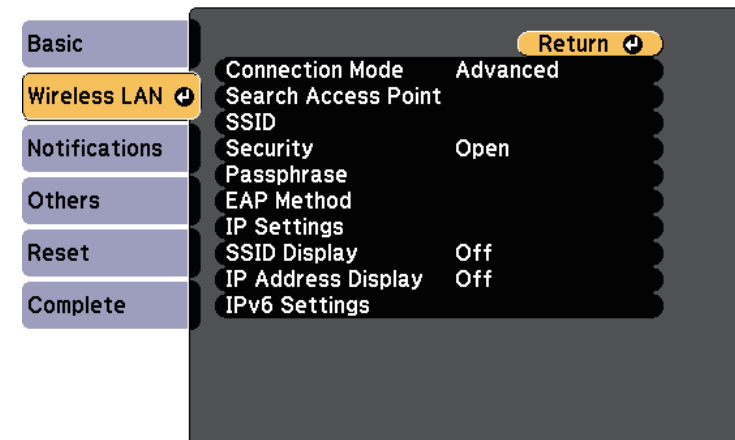 Basic
Wireless LAN
Notifications
Others
Reset
Complete
Return
Connection Mode Advanced
Search Access Point
SSID
Security Open
Passphrase
EAP Method
IP Settings
SSID Display Off
IP Address Display Off
IPv6 Settings